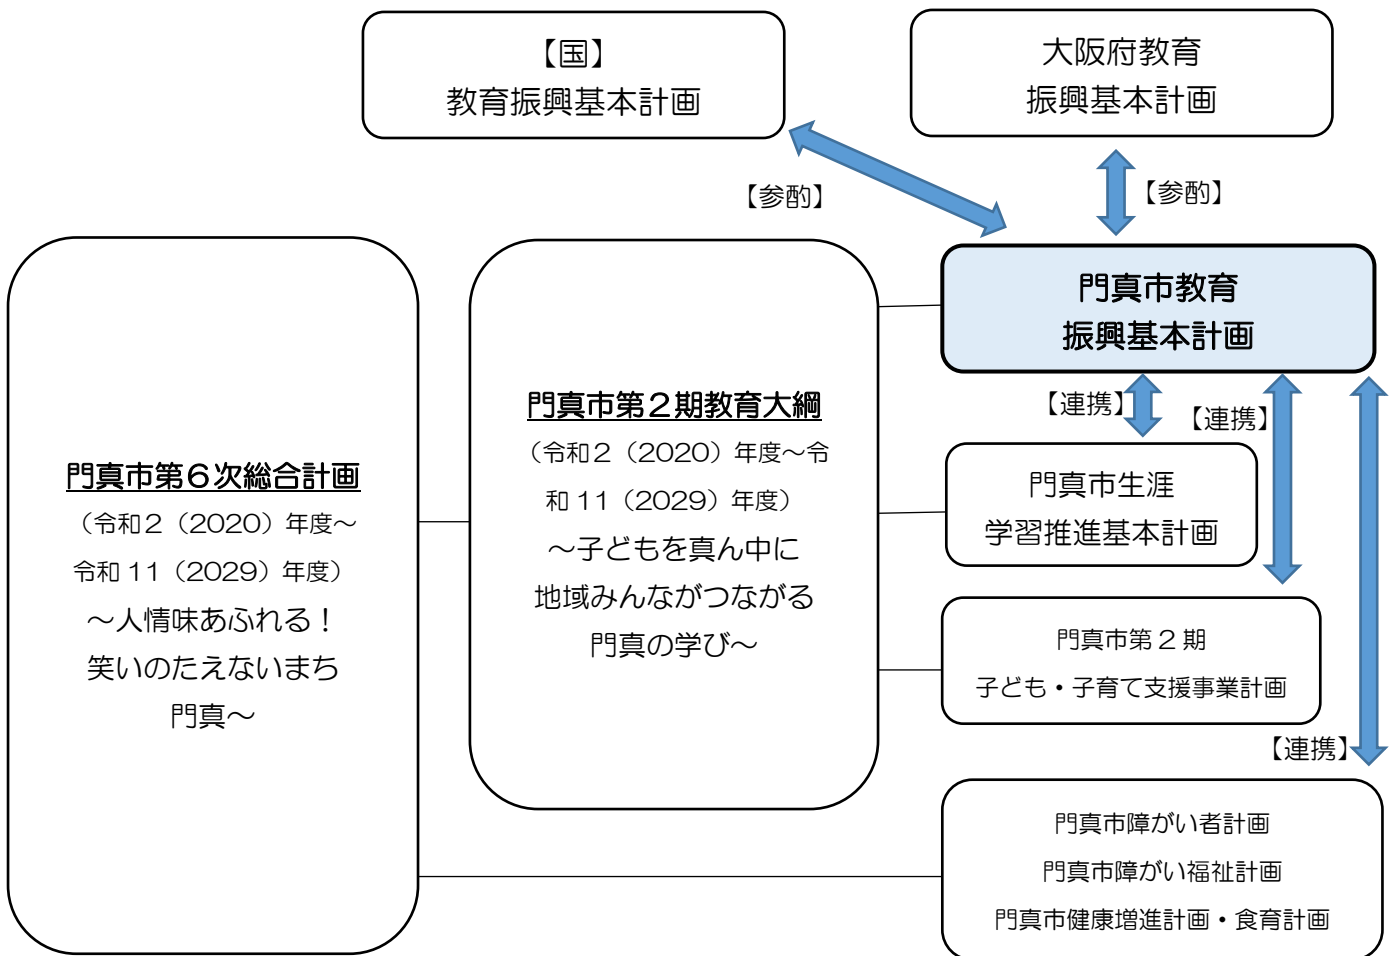 【国】
教育振興基本計画
大阪府教育
振興基本計画
【参酌】
【参酌】
門真市教育
振興基本計画
【連携】
【連携】
門真市第６次総合計画
（令和２（2020）年度～
令和 11（2029）年度）
～人情味あふれる！
笑いのたえないまち
門真～
門真市第２期教育大綱
（令和２（2020）年度～令
和 11（2029）年度）
～子どもを真ん中に
地域みんながつながる
門真の学び～
門真市生涯
学習推進基本計画
門真市第 2 期
子ども・子育て支援事業計画
【連携】
門真市障がい者計画
門真市障がい福祉計画
門真市健康増進計画・食育計画